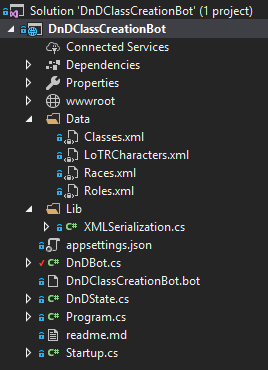 Solution 'DnDClassCreationBot' (1 project)
DnDClassCreationBot
Connected Services
Dependencies
Properties
wwwroot
Data
Classes.xml
LoTRCharacters.xml
Races.xml
Roles.xml
Lib
C# XMLSerialization.cs
appsettings.json
C# DnDBot.cs
DnDClassCreationBot.bot
C# DnDState.cs
C# Program.cs
readme.md
C# Startup.cs